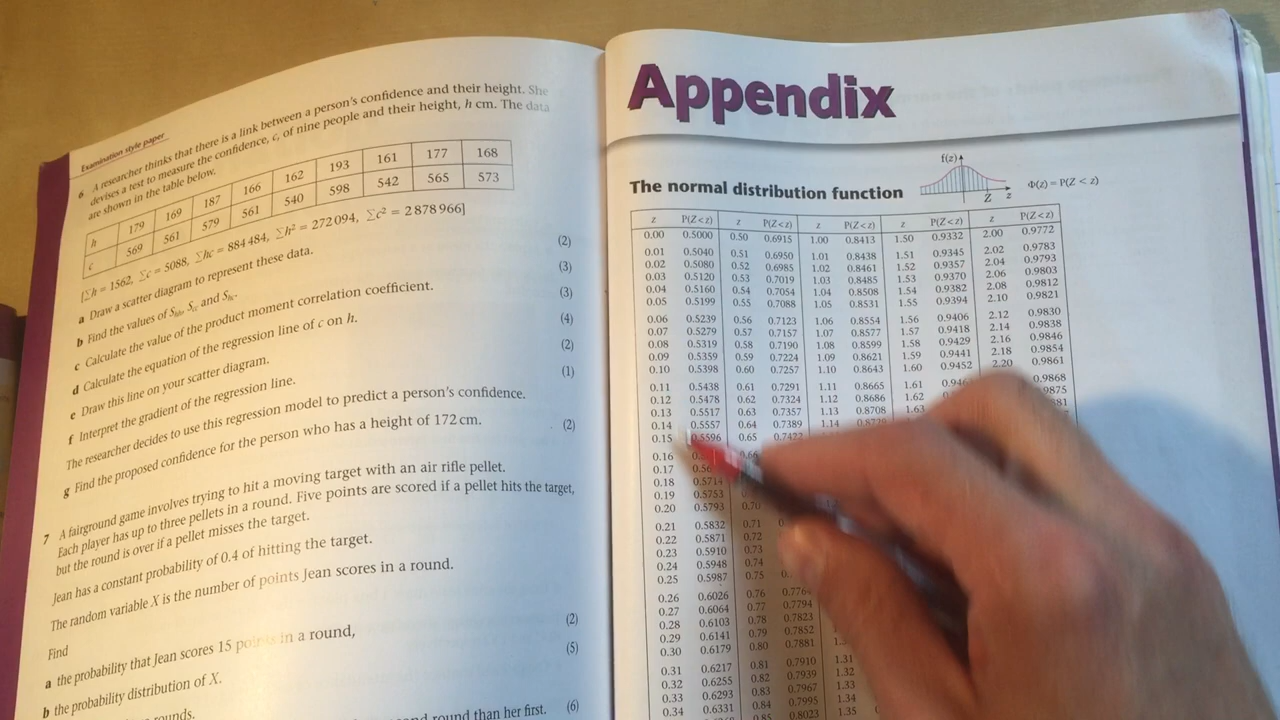 Examination style paper
6 A researcher thinks that there is a link between a person's confidence and their height. She
devises a test to measure the confidence, c, of nine people and their height, h cm. The data
are shown in the table below.
h 179 169 187 166 162 193 161 177 168
c 569 561 579 561 540 598 542 565 573
[∑h = 1562, ∑c = 5088, ∑hc = 884 484, ∑h² = 272 094, ∑c² = 2 878 966]
a Draw a scatter diagram to represent these data. (2)
b Find the values of Shh, Scc and Shc. (3)
c Calculate the value of the product moment correlation coefficient. (3)
d Calculate the equation of the regression line of c on h. (4)
e Draw this line on your scatter diagram. (2)
f Interpret the gradient of the regression line. (1)
The researcher decides to use this regression model to predict a person's confidence.
g Find the proposed confidence for the person who has a height of 172 cm. (2)
7 A fairground game involves trying to hit a moving target with an air rifle pellet.
Each player has up to three pellets in a round. Five points are scored if a pellet hits the target,
but the round is over if a pellet misses the target.
Jean has a constant probability of 0.4 of hitting the target.
The random variable X is the number of points Jean scores in a round.
Find
a the probability that Jean scores 15 points in a round, (2)
b the probability distribution of X. (5)
rounds.
round than her first. (6)
Appendix
The normal distribution function
f(z) Z z Φ(z) = P(Z < z)
z P(Z<z) z P(Z<z) z P(Z<z) z P(Z<z) z P(Z<z)
0.00 0.5000 0.50 0.6915 1.00 0.8413 1.50 0.9332 2.00 0.9772
0.01 0.5040 0.51 0.6950 1.01 0.8438 1.51 0.9345 2.02 0.9783
0.02 0.5080 0.52 0.6985 1.02 0.8461 1.52 0.9357 2.04 0.9793
0.03 0.5120 0.53 0.7019 1.03 0.8485 1.53 0.9370 2.06 0.9803
0.04 0.5160 0.54 0.7054 1.04 0.8508 1.54 0.9382 2.08 0.9812
0.05 0.5199 0.55 0.7088 1.05 0.8531 1.55 0.9394 2.10 0.9821
0.06 0.5239 0.56 0.7123 1.06 0.8554 1.56 0.9406 2.12 0.9830
0.07 0.5279 0.57 0.7157 1.07 0.8577 1.57 0.9418 2.14 0.9838
0.08 0.5319 0.58 0.7190 1.08 0.8599 1.58 0.9429 2.16 0.9846
0.09 0.5359 0.59 0.7224 1.09 0.8621 1.59 0.9441 2.18 0.9854
0.10 0.5398 0.60 0.7257 1.10 0.8643 1.60 0.9452 2.20 0.9861
0.11 0.5438 0.61 0.7291 1.11 0.8665 1.61 0.9868
0.12 0.5478 0.62 0.7324 1.12 0.8686 1.62
0.13 0.5517 0.63 0.7357 1.13 0.8708 1.63
0.14 0.5557 0.64 0.7389 1.14
0.15 0.5596 0.65 0.7422
0.16 0.66
0.17
0.18 0.5714
0.19 0.5753
0.20 0.5793 0.70
0.21 0.5832 0.71
0.22 0.5871 0.72
0.23 0.5910 0.73
0.24 0.5948 0.74
0.25 0.5987 0.75
0.26 0.6026 0.76 0.7764
0.27 0.6064 0.77 0.7794
0.28 0.6103 0.78 0.7823
0.29 0.6141 0.79 0.7852
0.30 0.6179 0.80 0.7881
0.31 0.6217 0.81 0.7910 1.31
0.32 0.6255 0.82 0.7939 1.32
0.33 0.6293 0.83 0.7967 1.33
0.34 0.6331 0.84 0.7995 1.34
0.85 0.8023 1.35